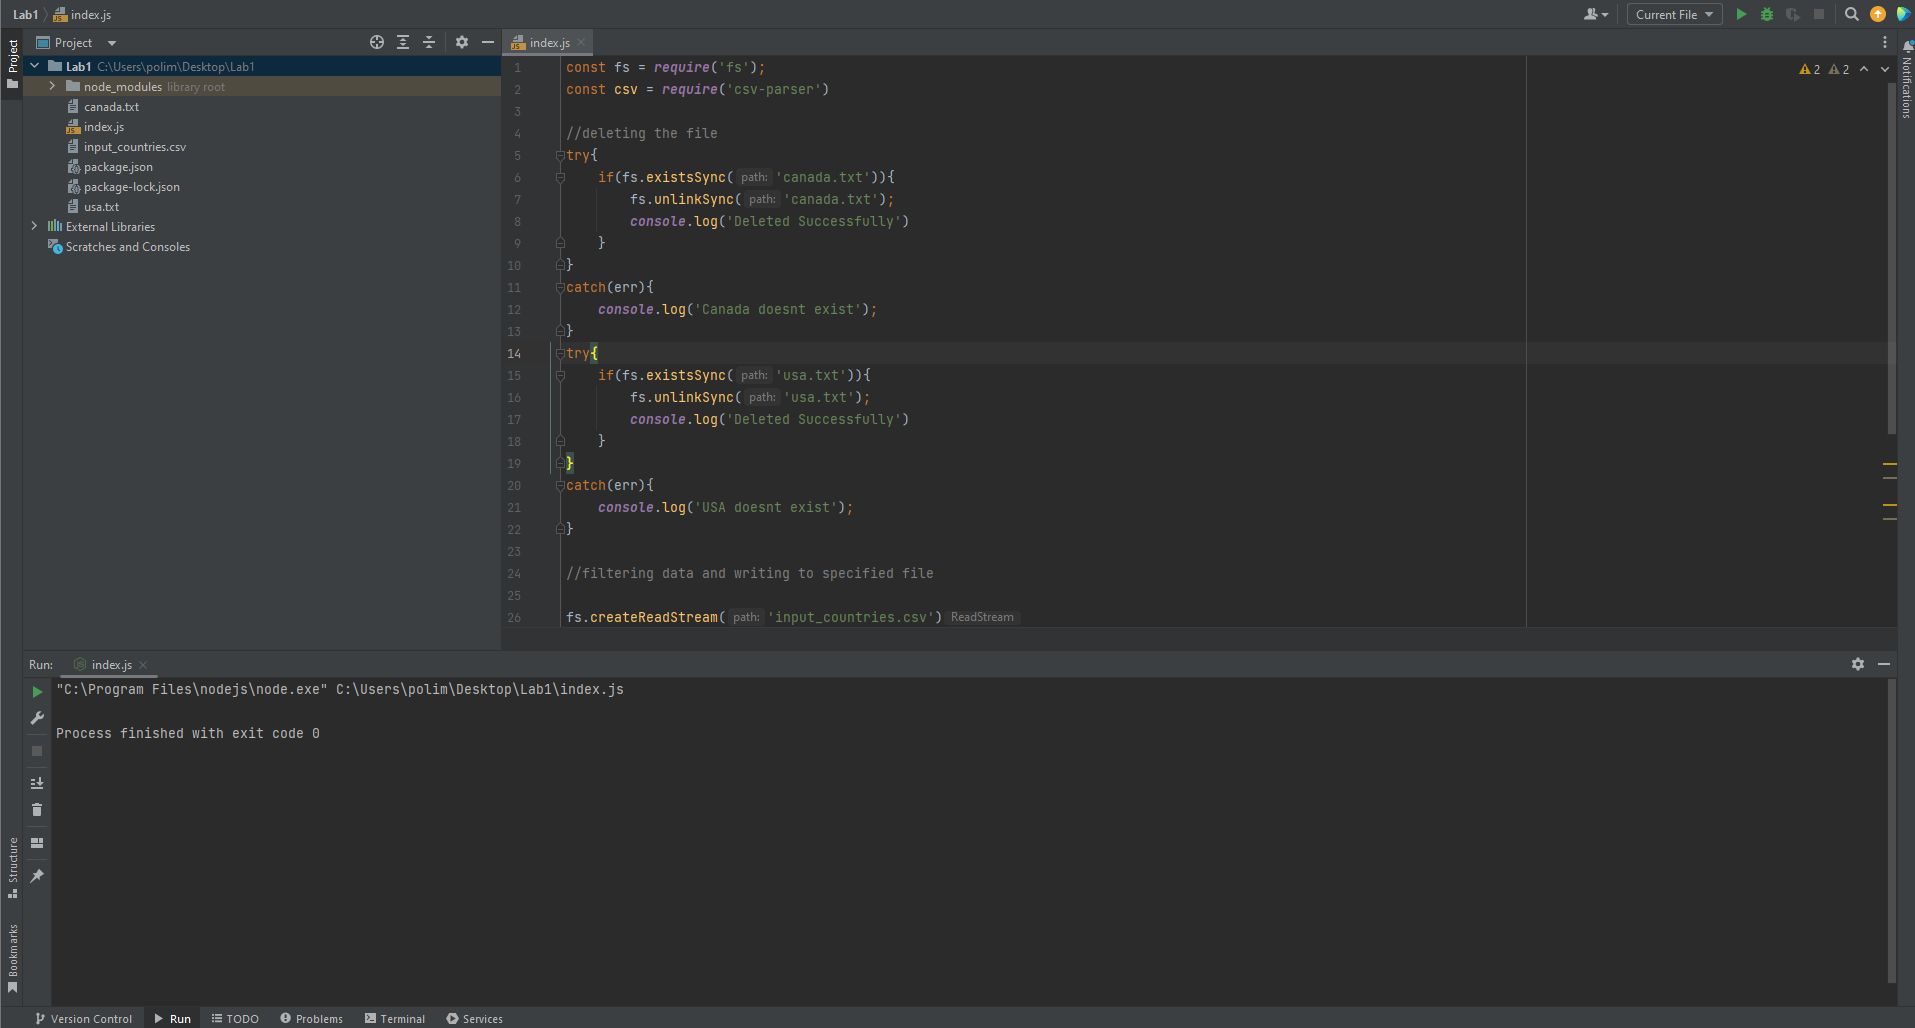 Lab1 index.js
Current File
Project
Project
index.js
Notifications
Lab1 C:\Users\polim\Desktop\Lab1
node_modules library root
canada.txt
index.js
input_countries.csv
package.json
package-lock.json
usa.txt
External Libraries
Scratches and Consoles
2 2
1 const fs = require('fs');
2 const csv = require('csv-parser')
3
4 //deleting the file
5 try{
6 if(fs.existsSync( path: 'canada.txt')){
7 fs.unlinkSync( path: 'canada.txt');
8 console.log('Deleted Successfully')
9 }
10 }
11 catch(err){
12 console.log('Canada doesnt exist');
13 }
14 try{
15 if(fs.existsSync( path: 'usa.txt')){
16 fs.unlinkSync( path: 'usa.txt');
17 console.log('Deleted Successfully')
18 }
19 }
20 catch(err){
21 console.log('USA doesnt exist');
22 }
23
24 //filtering data and writing to specified file
25
26 fs.createReadStream( path: 'input_countries.csv') ReadStream
Run: index.js
"C:\Program Files\nodejs\node.exe" C:\Users\polim\Desktop\Lab1\index.js
Process finished with exit code 0
Structure
Bookmarks
Version Control Run TODO Problems Terminal Services